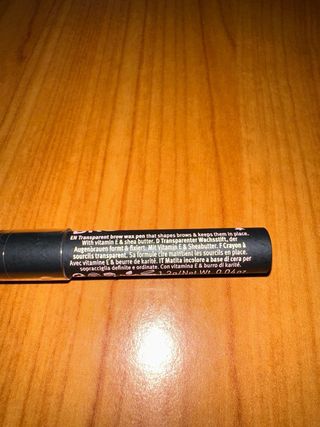 EN Transparent brow wax pen that shapes brows & keeps them in place.
With vitamin E & shea butter. D Transparenter Wachsstift, der
Augenbrauen formt & fixiert. Mit Vitamin E & Sheabutter. F Crayon à
sourcils transparent. Sa formule cire maintient les sourcils en place.
Avec vitamine E & beurre de karité. IT Matita incolore a base di cera per
sopracciglia definite e ordinate. Con vitamina E & burro di karité.
1.2g/Net Wt. 0.04oz